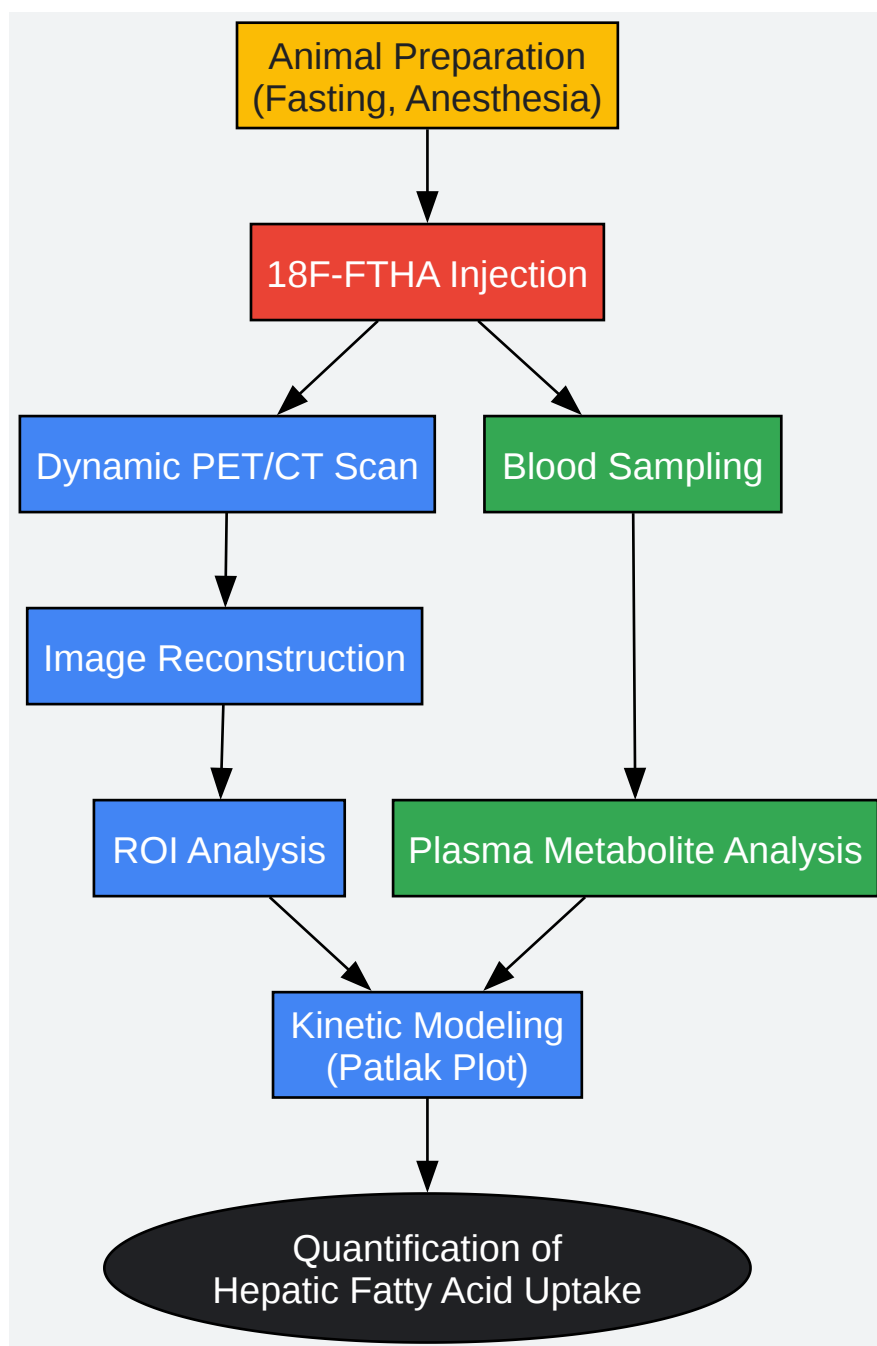 Animal Preparation
(Fasting, Anesthesia)
18F-FTHA Injection
Dynamic PET/CT Scan
Blood Sampling
Image Reconstruction
ROI Analysis
Plasma Metabolite Analysis
Kinetic Modeling
(Patlak Plot)
Quantification of
Hepatic Fatty Acid Uptake